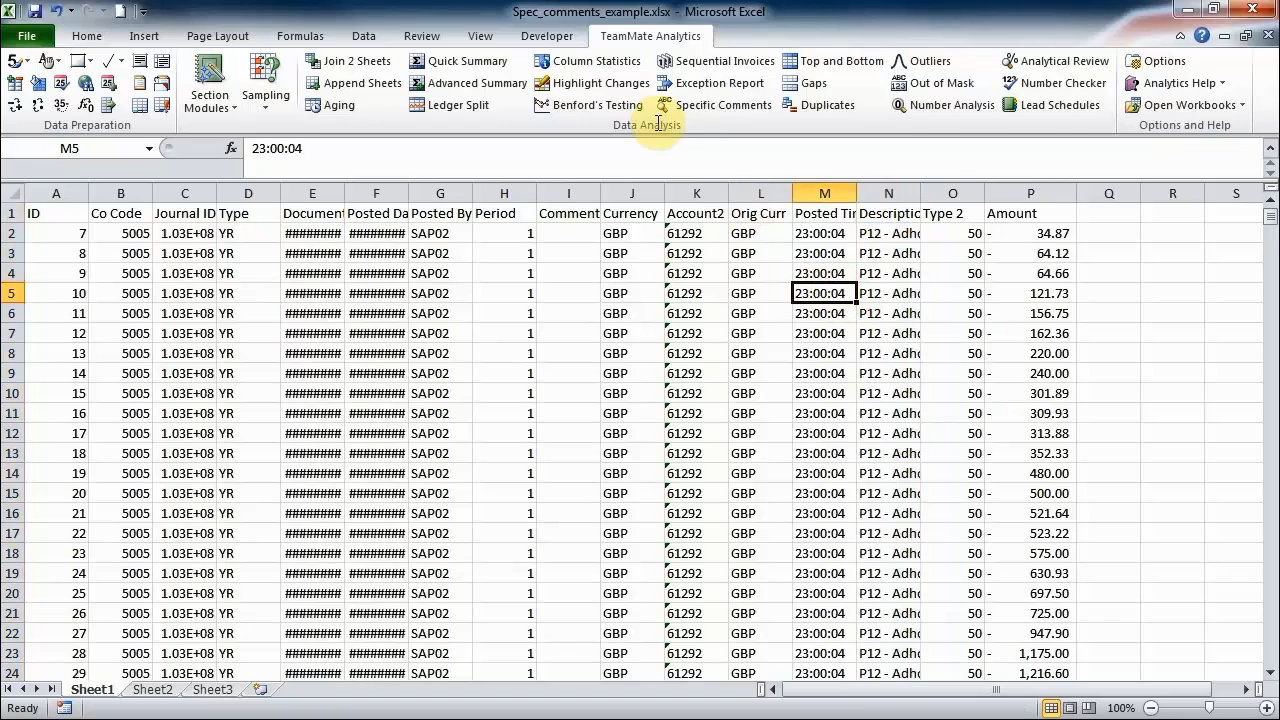 Spec_comments_example.xlsx - Microsoft Excel
File Home Insert Page Layout Formulas Data Review View Developer TeamMate Analytics
Join 2 Sheets Quick Summary Column Statistics Sequential Invoices Top and Bottom Outliers Analytical Review Options
Append Sheets Advanced Summary Highlight Changes Exception Report Gaps Out of Mask Number Check Analytics Help
Section Modules Sampling
Aging Ledger Split Benford's Testing Specific Comments Duplicates Number Analysis Lead Schedules Open Workbooks
Data Preparation Data Analysis Options and Help
M5 fx 23:00:04
A B C D E F G H I J K L M N O P Q R S
1 ID Co Code Journal ID Type Document Posted Da Posted By Period Comment Currency Account2 Orig Curr Posted Tir Descriptic Type 2 Amount
2 7 5005 1.03E+08 YR ######## ######## SAP02 1 GBP 61292 GBP 23:00:04 P12 - Adho 50 - 34.87
3 8 5005 1.03E+08 YR ######## ######## SAP02 1 GBP 61292 GBP 23:00:04 P12 - Adho 50 - 64.12
4 9 5005 1.03E+08 YR ######## ######## SAP02 1 GBP 61292 GBP 23:00:04 P12 - Adho 50 - 64.66
5 10 5005 1.03E+08 YR ######## ######## SAP02 1 GBP 61292 GBP 23:00:04 P12 - Adho 50 - 121.73
6 11 5005 1.03E+08 YR ######## ######## SAP02 1 GBP 61292 GBP 23:00:04 P12 - Adho 50 - 156.75
7 12 5005 1.03E+08 YR ######## ######## SAP02 1 GBP 61292 GBP 23:00:04 P12 - Adho 50 - 162.36
8 13 5005 1.03E+08 YR ######## ######## SAP02 1 GBP 61292 GBP 23:00:04 P12 - Adho 50 - 220.00
9 14 5005 1.03E+08 YR ######## ######## SAP02 1 GBP 61292 GBP 23:00:04 P12 - Adho 50 - 240.00
10 15 5005 1.03E+08 YR ######## ######## SAP02 1 GBP 61292 GBP 23:00:04 P12 - Adho 50 - 301.89
11 16 5005 1.03E+08 YR ######## ######## SAP02 1 GBP 61292 GBP 23:00:04 P12 - Adho 50 - 309.93
12 17 5005 1.03E+08 YR ######## ######## SAP02 1 GBP 61292 GBP 23:00:04 P12 - Adho 50 - 313.88
13 18 5005 1.03E+08 YR ######## ######## SAP02 1 GBP 61292 GBP 23:00:04 P12 - Adho 50 - 352.33
14 19 5005 1.03E+08 YR ######## ######## SAP02 1 GBP 61292 GBP 23:00:04 P12 - Adho 50 - 480.00
15 20 5005 1.03E+08 YR ######## ######## SAP02 1 GBP 61292 GBP 23:00:04 P12 - Adho 50 - 500.00
16 21 5005 1.03E+08 YR ######## ######## SAP02 1 GBP 61292 GBP 23:00:04 P12 - Adho 50 - 521.64
17 22 5005 1.03E+08 YR ######## ######## SAP02 1 GBP 61292 GBP 23:00:04 P12 - Adho 50 - 523.22
18 23 5005 1.03E+08 YR ######## ######## SAP02 1 GBP 61292 GBP 23:00:04 P12 - Adho 50 - 575.00
19 24 5005 1.03E+08 YR ######## ######## SAP02 1 GBP 61292 GBP 23:00:04 P12 - Adho 50 - 630.93
20 25 5005 1.03E+08 YR ######## ######## SAP02 1 GBP 61292 GBP 23:00:04 P12 - Adho 50 - 697.50
21 26 5005 1.03E+08 YR ######## ######## SAP02 1 GBP 61292 GBP 23:00:04 P12 - Adho 50 - 725.00
22 27 5005 1.03E+08 YR ######## ######## SAP02 1 GBP 61292 GBP 23:00:04 P12 - Adho 50 - 947.90
23 28 5005 1.03E+08 YR ######## ######## SAP02 1 GBP 61292 GBP 23:00:04 P12 - Adho 50 - 1,175.00
24 29 5005 1.03E+08 YR ######## ######## SAP02 1 GBP 61292 GBP 23:00:04 P12 - Adho 50 - 1,216.60
Sheet1 Sheet2 Sheet3
Ready 100%